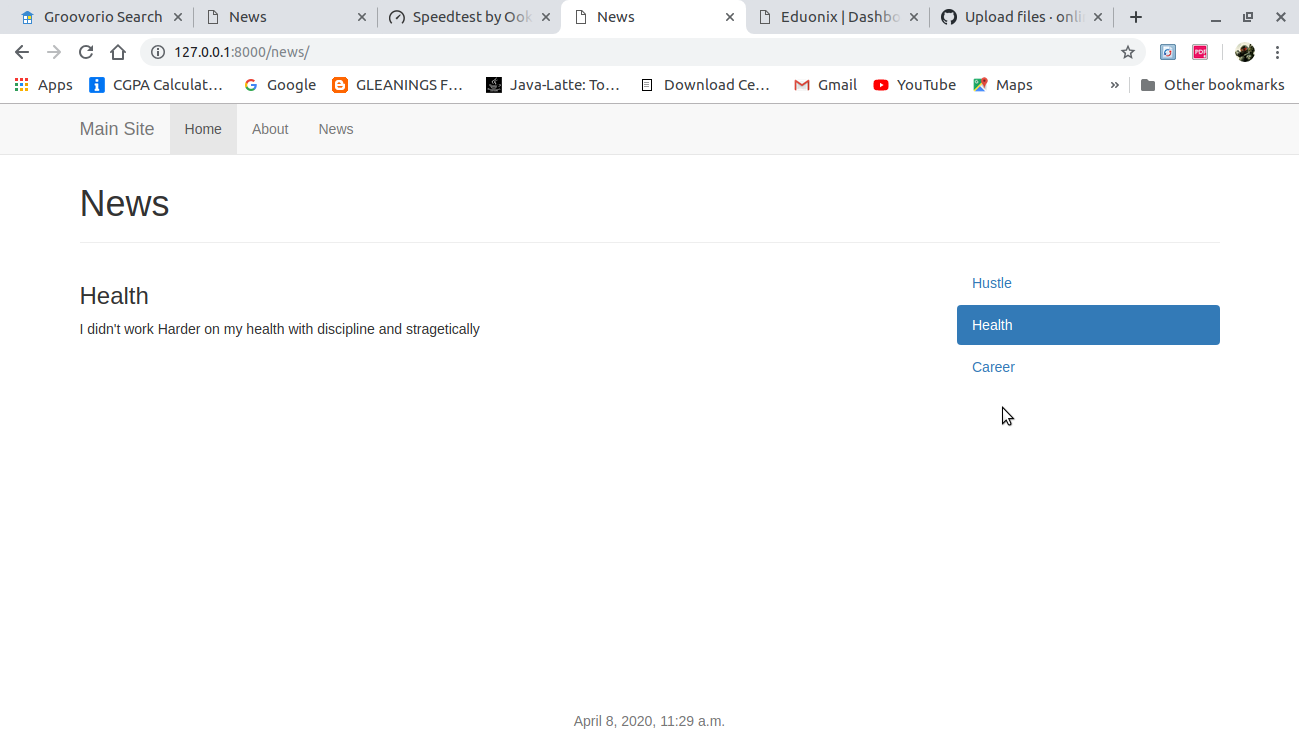 Groovorio Search News Speedtest by Ook News Eduonix | Dashbo Upload files · onli
127.0.0.1:8000/news/
Apps CGPA Calculat… Google GLEANINGS F… Java-Latte: To… Download Ce… Gmail YouTube Maps » Other bookmarks
Main Site Home About News
News
Health
I didn't work Harder on my health with discipline and stragetically
Hustle
Health
Career
April 8, 2020, 11:29 a.m.